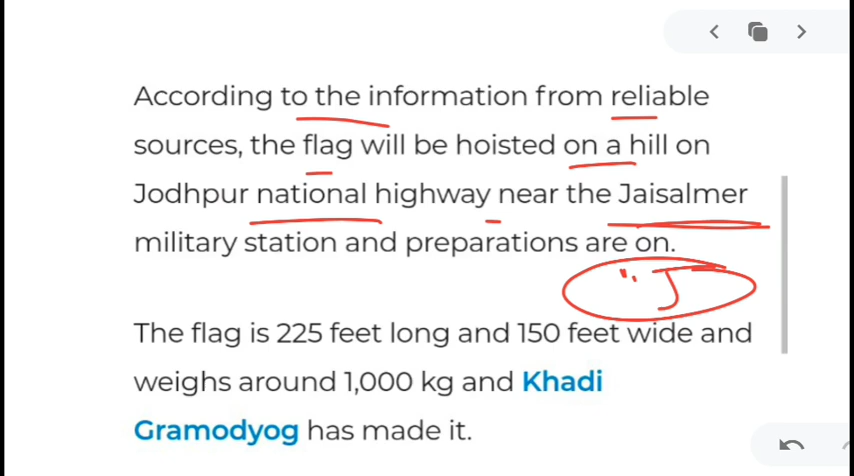 According to the information from reliable
sources, the flag will be hoisted on a hill on
Jodhpur national highway near the Jaisalmer
military station and preparations are on.
"J
The flag is 225 feet long and 150 feet wide and
weighs around 1,000 kg and Khadi
Gramodyog has made it.